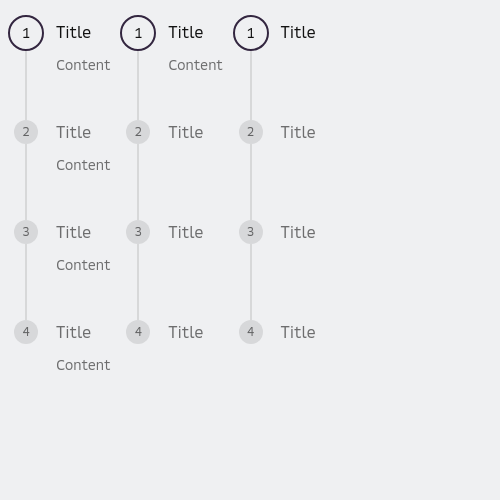 1 Title 1 Title 1 Title
Content Content
2 Title 2 Title 2 Title
Content
3 Title 3 Title 3 Title
Content
4 Title 4 Title 4 Title
Content